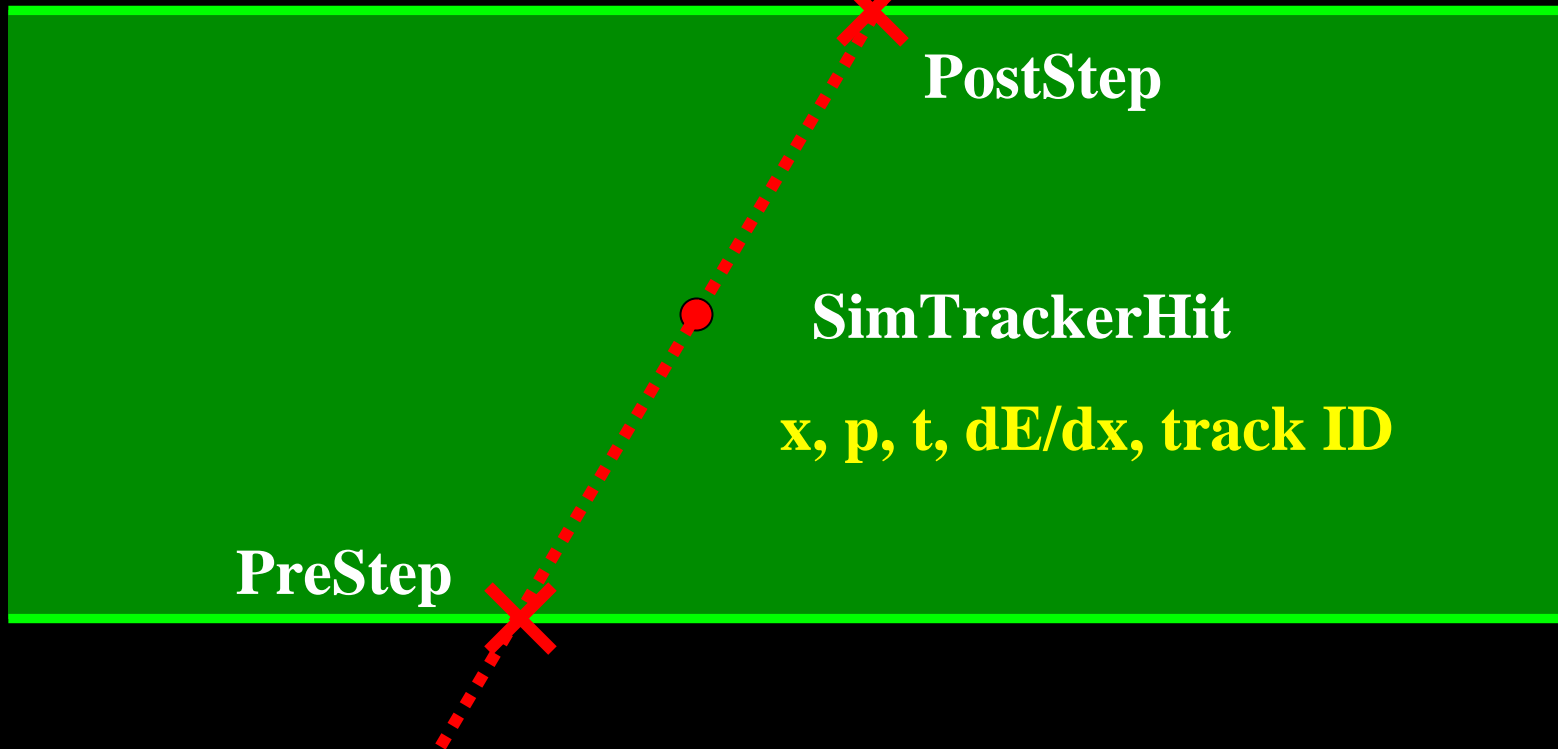 PostStep
SimTrackerHit
x, p, t, dE/dx, track ID
PreStep